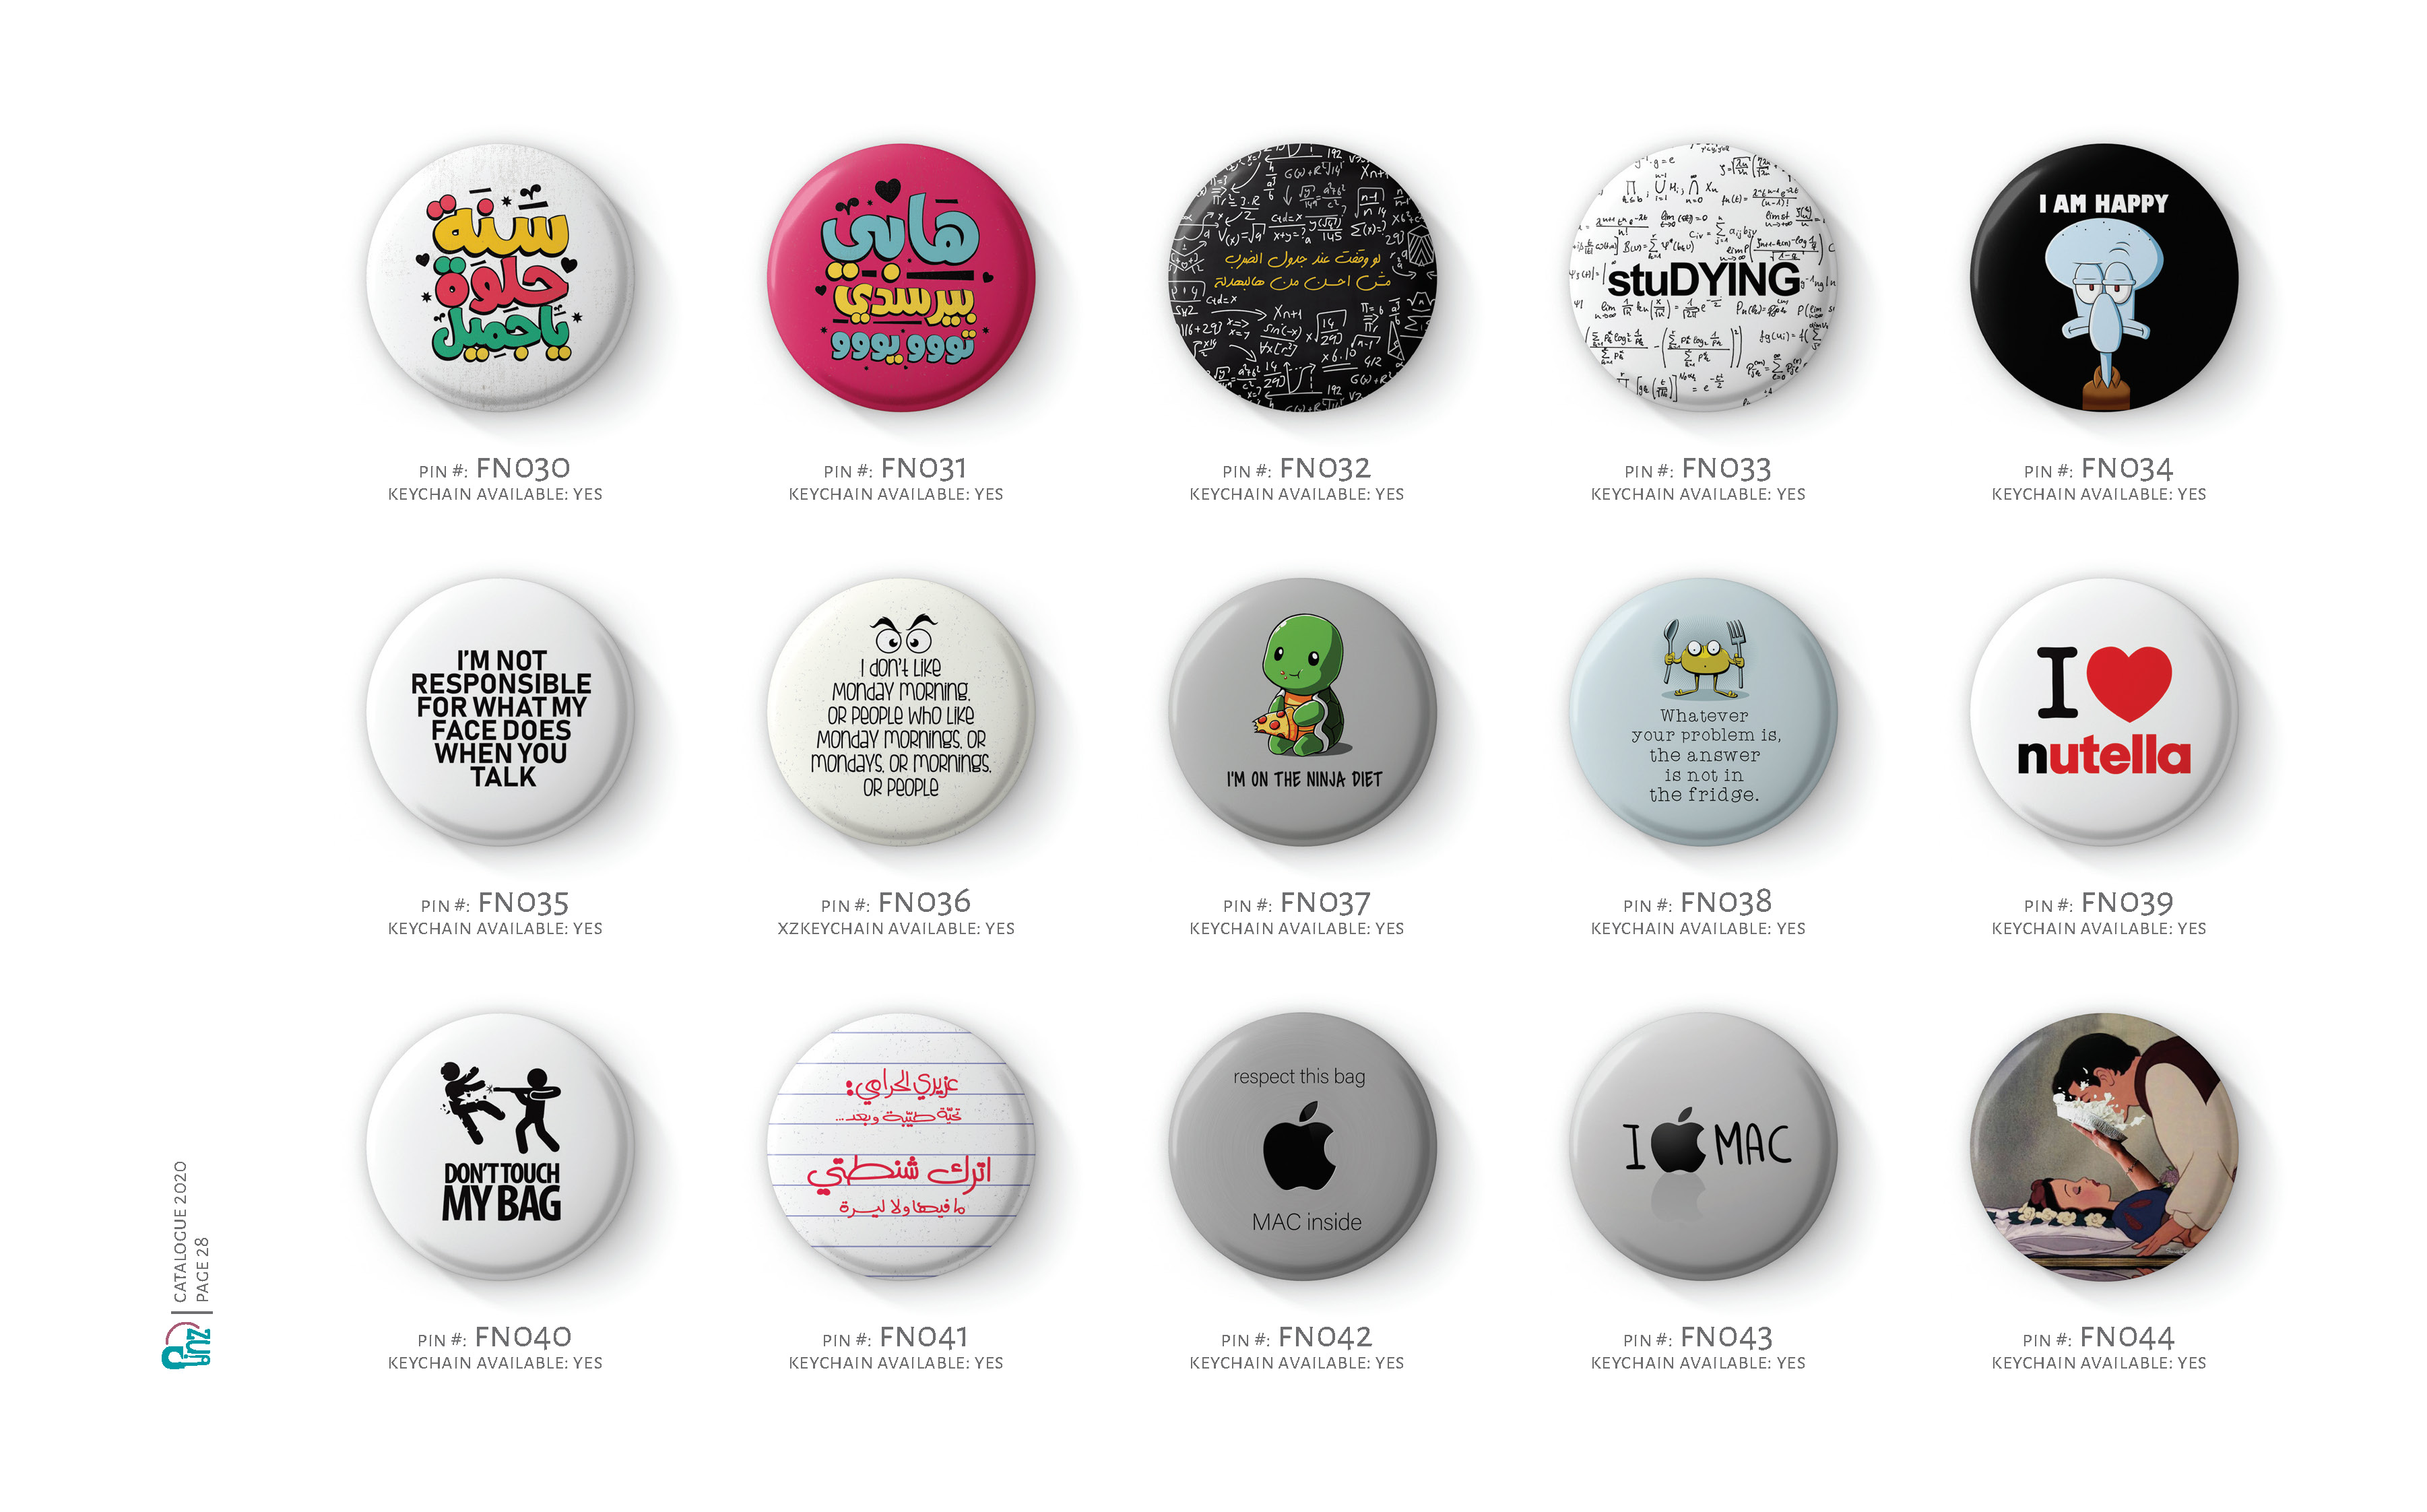 شنة
حلوة
ياجميل
PIN #: FN030
KEYCHAIN AVAILABLE: YES
هابي
بيرسدي
تووو يووو
PIN #: FN031
KEYCHAIN AVAILABLE: YES
لو وقفت عند جدول الضرب
مش احسن من هالبهدلة
PIN #: FN032
KEYCHAIN AVAILABLE: YES
stuDYING
PIN #: FN033
KEYCHAIN AVAILABLE: YES
I AM HAPPY
PIN #: FN034
KEYCHAIN AVAILABLE: YES
I'M NOT
RESPONSIBLE
FOR WHAT MY
FACE DOES
WHEN YOU
TALK
PIN #: FN035
KEYCHAIN AVAILABLE: YES
I don't like
Monday morning,
or people who like
Monday mornings, or
Mondays, or mornings,
or people
PIN #: FN036
XZKEYCHAIN AVAILABLE: YES
I'M ON THE NINJA DIET
PIN #: FN037
KEYCHAIN AVAILABLE: YES
Whatever
your problem is,
the answer
is not in
the fridge.
PIN #: FN038
KEYCHAIN AVAILABLE: YES
I
nutella
PIN #: FN039
KEYCHAIN AVAILABLE: YES
DON'T TOUCH
MY BAG
PIN #: FN040
KEYCHAIN AVAILABLE: YES
عزيزي الحرامي:
تحيّة طيّبة وبعد...
اترك شنطتي
ما فيها ولا ليرة
PIN #: FN041
KEYCHAIN AVAILABLE: YES
respect this bag
MAC inside
PIN #: FN042
KEYCHAIN AVAILABLE: YES
I MAC
PIN #: FN043
KEYCHAIN AVAILABLE: YES
PIN #: FN044
KEYCHAIN AVAILABLE: YES
Pinz
CATALOGUE 2020
PAGE 28